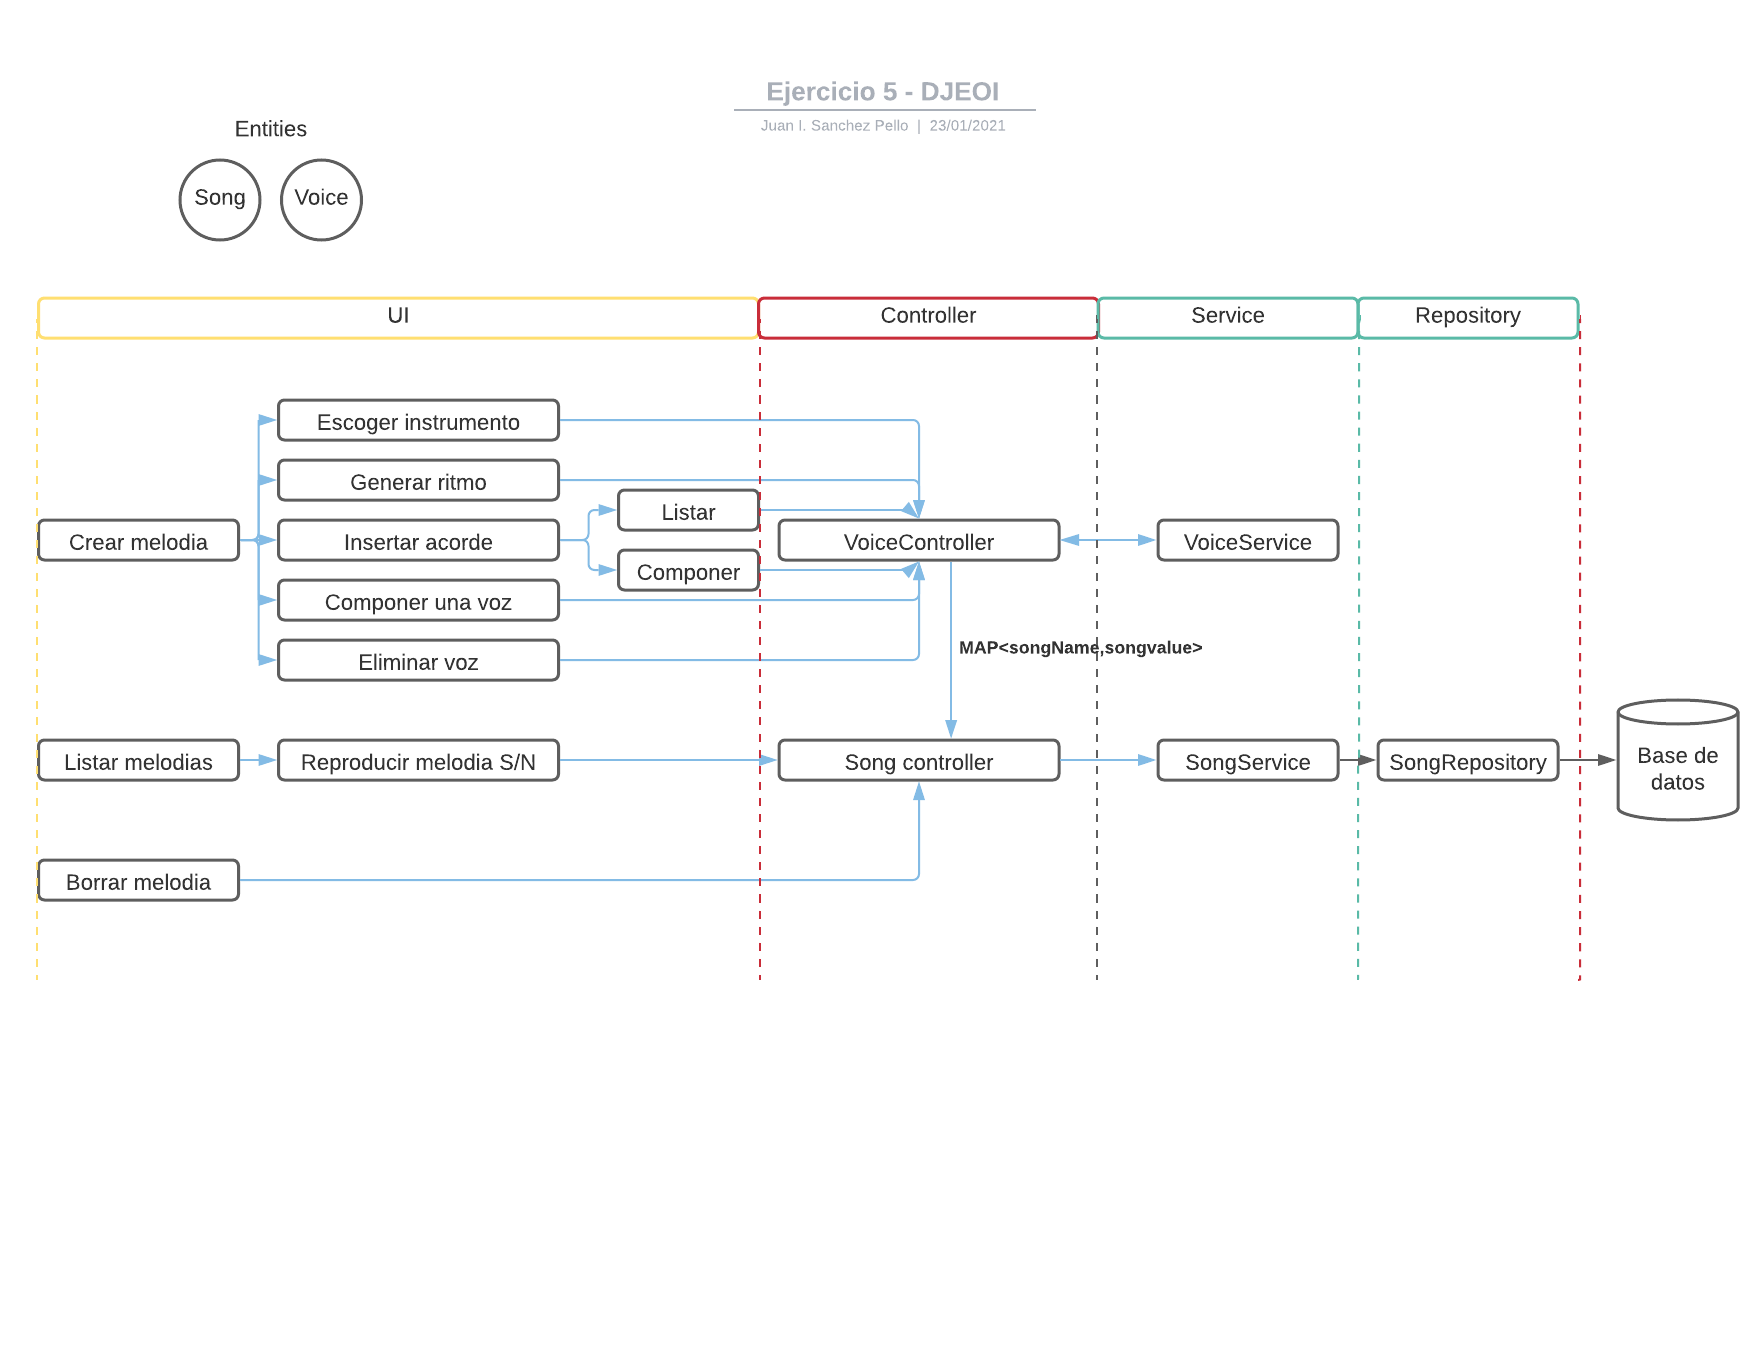 Ejercicio 5 - DJEOI
Juan I. Sanchez Pello | 23/01/2021
Entities
Song
Voice
UI
Controller
Service
Repository
Escoger instrumento
Generar ritmo
Listar
Crear melodia
Insertar acorde
VoiceController
VoiceService
Componer
Componer una voz
MAP<songName,songvalue>
Eliminar voz
Listar melodias
Reproducir melodia S/N
Song controller
SongService
SongRepository
Base de
datos
Borrar melodia